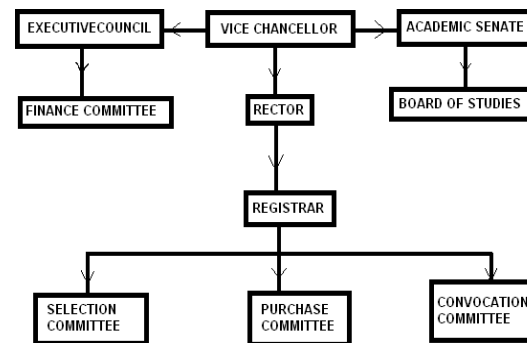 EXECUTIVECOUNCIL
VICE CHANCELLOR
ACADEMIC SENATE
FINANCE COMMITTEE
RECTOR
BOARD OF STUDIES
REGISTRAR
SELECTION
COMMITTEE
PURCHASE
COMMITTEE
CONVOCATION
COMMITTEE